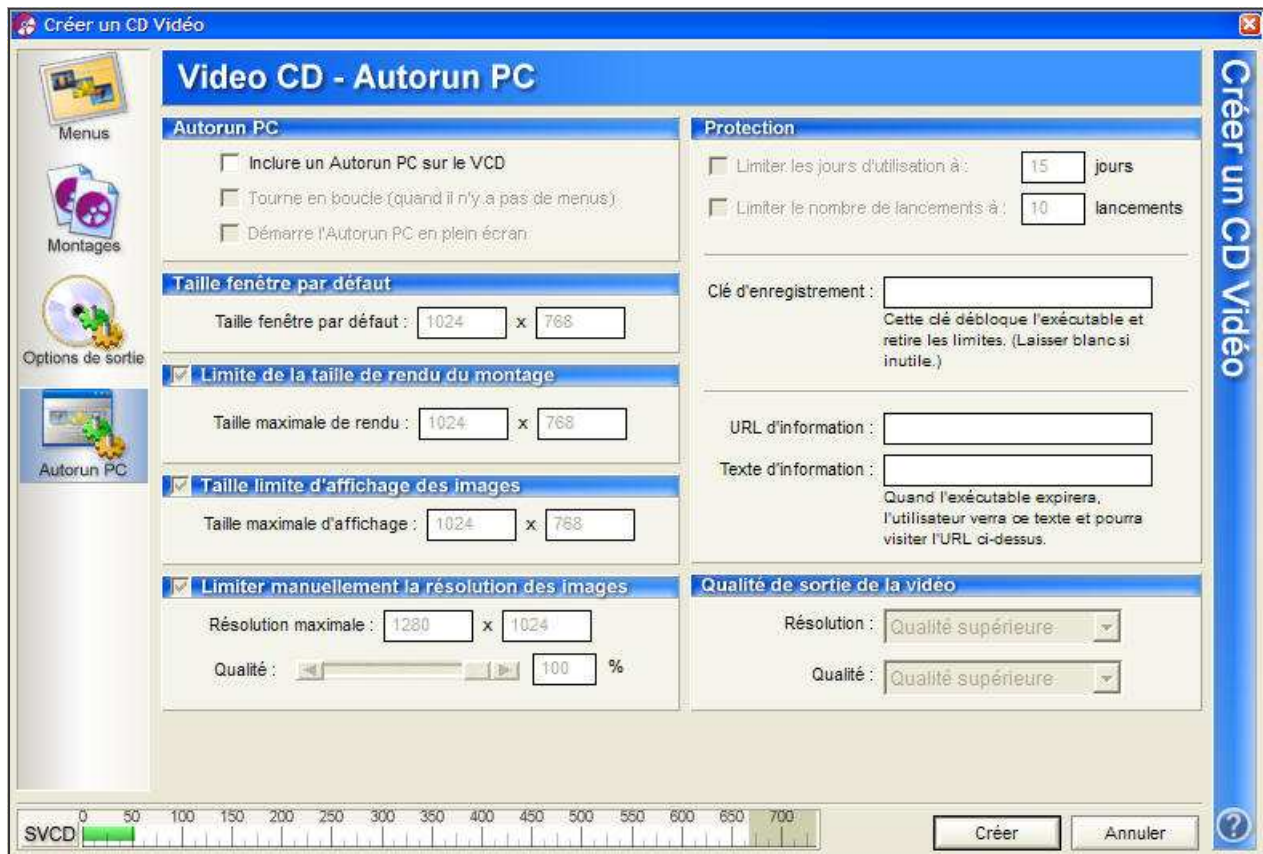 Créer un CD Vidéo
Menus
Montages
Options de sortie
Autorun PC
Video CD - Autorun PC
Autorun PC
Inclure un Autorun PC sur le VCD
Tourne en boucle (quand il n'y a pas de menus)
Démarre l'Autorun PC en plein écran
Taille fenêtre par défaut
Taille fenêtre par défaut : 1024 x 768
Limite de la taille de rendu du montage
Taille maximale de rendu : 1024 x 768
Taille limite d'affichage des images
Taille maximale d'affichage : 1024 x 768
Limiter manuellement la résolution des images
Résolution maximale : 1280 x 1024
Qualité : 100 %
Protection
Limiter les jours d'utilisation à : 15 jours
Limiter le nombre de lancements à : 10 lancements
Clé d'enregistrement :
Cette clé débloque l'exécutable et
retire les limites. (Laisser blanc si
inutile.)
URL d'information :
Texte d'information :
Quand l'exécutable expirera,
l'utilisateur verra ce texte et pourra
visiter l'URL ci-dessus.
Qualité de sortie de la vidéo
Résolution : Qualité supérieure
Qualité : Qualité supérieure
Créer un CD Vidéo
0 50 100 150 200 250 300 350 400 450 500 550 600 650 700
SVCD
Créer
Annuler
?